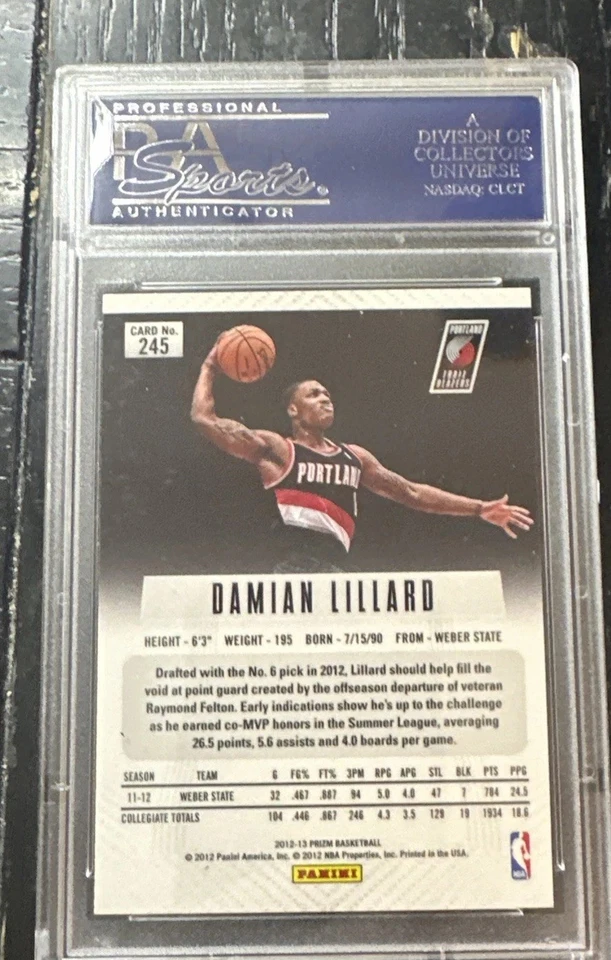 PROFESSIONAL
PSA
Sports®
AUTHENTICATOR
A
DIVISION OF
COLLECTORS
UNIVERSE
NASDAQ: CLCT
CARD No.
245
PORTLAND
TRAIL
BLAZERS
PORTLAND
DAMIAN LILLARD
HEIGHT - 6'3" WEIGHT - 195 BORN - 7/15/90 FROM - WEBER STATE
Drafted with the No. 6 pick in 2012, Lillard should help fill the
void at point guard created by the offseason departure of veteran
Raymond Felton. Early indications show he's up to the challenge
as he earned co-MVP honors in the Summer League, averaging
26.5 points, 5.6 assists and 4.0 boards per game.
SEASON TEAM G FG% FT% 3PM RPG APG STL BLK PTS PPG
11-12 WEBER STATE 32 .467 .887 94 5.0 4.0 47 7 784 24.5
COLLEGIATE TOTALS 104 .446 .867 246 4.3 3.5 129 19 1934 18.6
2012-13 PRIZM BASKETBALL
© 2012 Panini America, Inc. © 2012 NBA Properties, Inc. Printed in the USA.
PANINI
NBA